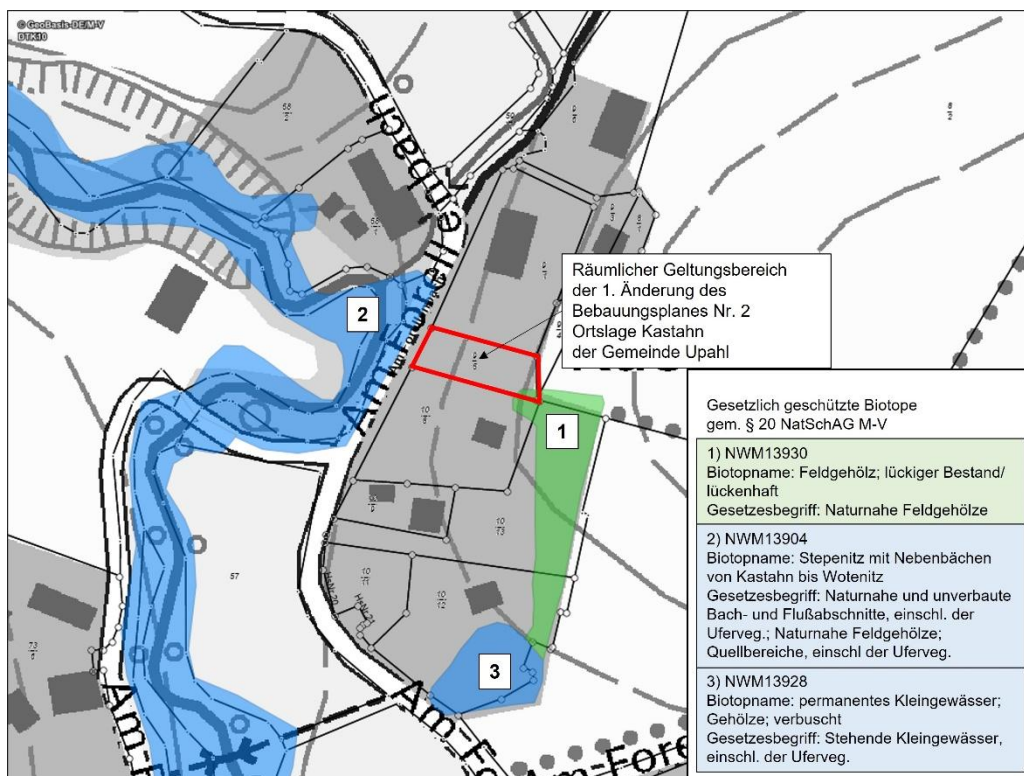 © GeoBasis-DE/M-V
DTK10
Am-Forellenbach
Räumlicher Geltungsbereich
der 1. Änderung des
Bebauungsplanes Nr. 2
Ortslage Kastahn
der Gemeinde Upahl
2
1
3
57
Gesetzlich geschützte Biotope
gem. § 20 NatSchAG M-V
1) NWM13930
Biotopname: Feldgehölz; lückiger Bestand/
lückenhaft
Gesetzesbegriff: Naturnahe Feldgehölze
2) NWM13904
Biotopname: Stepenitz mit Nebenbächen
von Kastahn bis Wotenitz
Gesetzesbegriff: Naturnahe und unverbaute
Bach- und Flußabschnitte, einschl. der
Uferveg.; Naturnahe Feldgehölze;
Quellbereiche, einschl der Uferveg.
3) NWM13928
Biotopname: permanentes Kleingewässer;
Gehölze; verbuscht
Gesetzesbegriff: Stehende Kleingewässer,
einschl. der Uferveg.
Am-Fo
Am-Fore